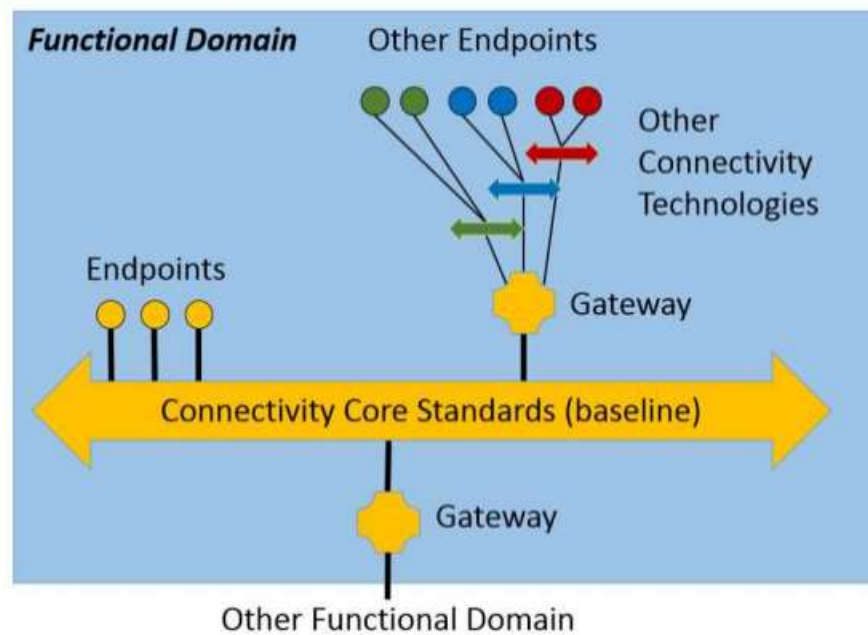 Functional Domain
Other Endpoints
Other
Connectivity
Technologies
Endpoints
Gateway
Connectivity Core Standards (baseline)
Gateway
Other Functional Domain